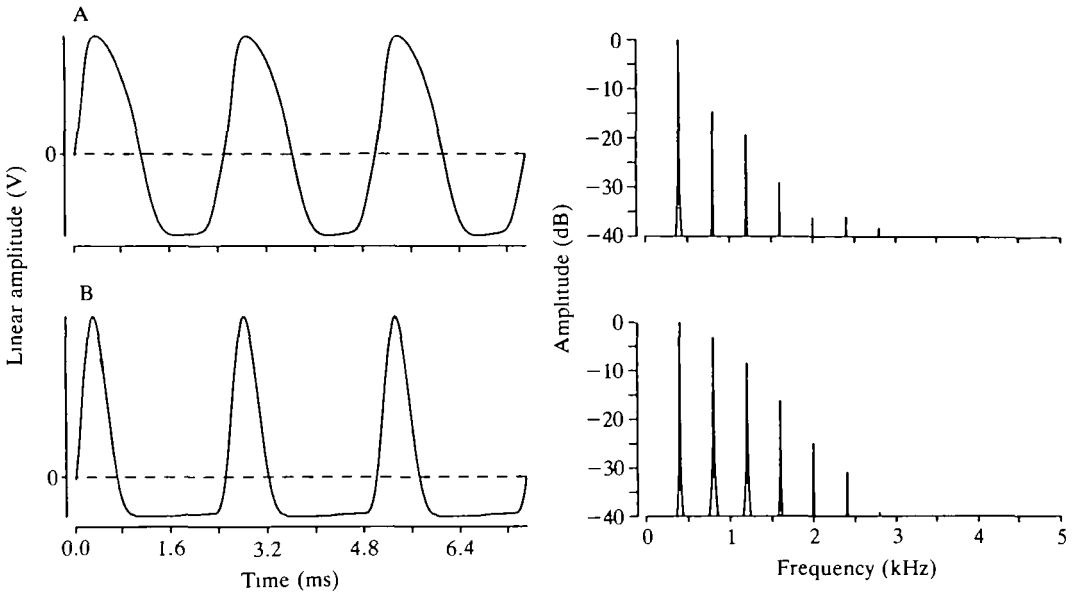 A
Linear amplitude (V)
0
B
0
0.0 1.6 3.2 4.8 6.4
Time (ms)
Amplitude (dB)
0
−10
−20
−30
−40
0
−10
−20
−30
−40
0 1 2 3 4 5
Frequency (kHz)